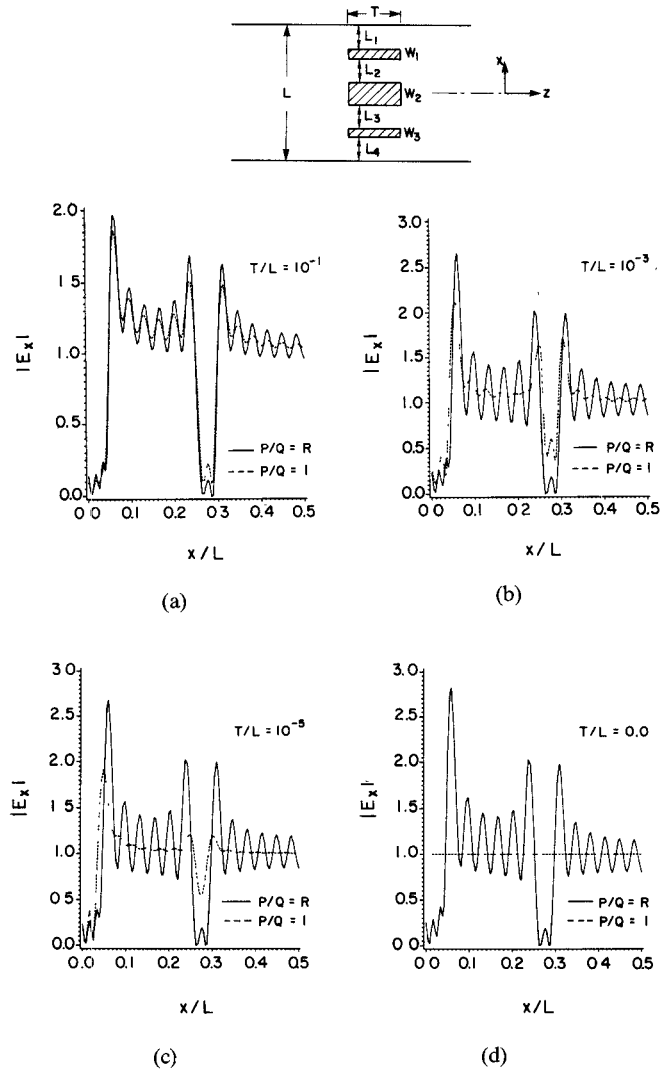 T
L₁
W₁
L₂
L
W₂
X
Z
L₃
W₃
L₄
2.0
1.5
1.0
0.5
0.0
|Eₓ|
T/L = 10⁻¹
P/Q = R
P/Q = 1
0.0 0.1 0.2 0.3 0.4 0.5
x/L
(a)
3.0
2.5
2.0
1.5
1.0
0.5
0.0
|Eₓ|
T/L = 10⁻³
P/Q = R
P/Q = 1
0.0 0.1 0.2 0.3 0.4 0.5
x/L
(b)
3.0
2.5
2.0
1.5
1.0
0.5
0.0
|Eₓ|
T/L = 10⁻⁵
P/Q = R
P/Q = 1
0.0 0.1 0.2 0.3 0.4 0.5
x/L
(c)
3.0
2.5
2.0
1.5
1.0
0.5
0.0
|Eₓ|
T/L = 0.0
P/Q = R
P/Q = 1
0.0 0.1 0.2 0.3 0.4 0.5
x/L
(d)